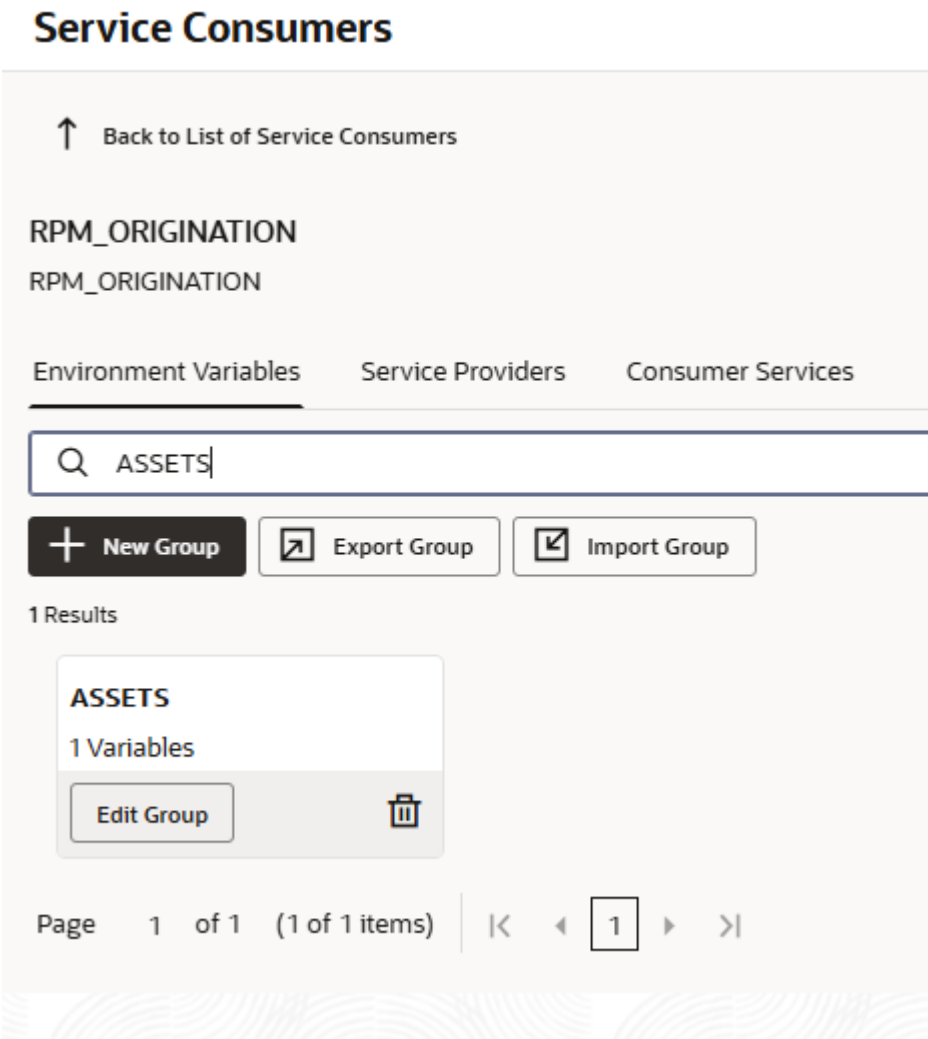 Service Consumers
Back to List of Service Consumers
RPM_ORIGINATION
RPM_ORIGINATION
Environment Variables Service Providers Consumer Services
ASSETS
New Group Export Group Import Group
1 Results
ASSETS
1 Variables
Edit Group
Page 1 of 1 (1 of 1 items) 1